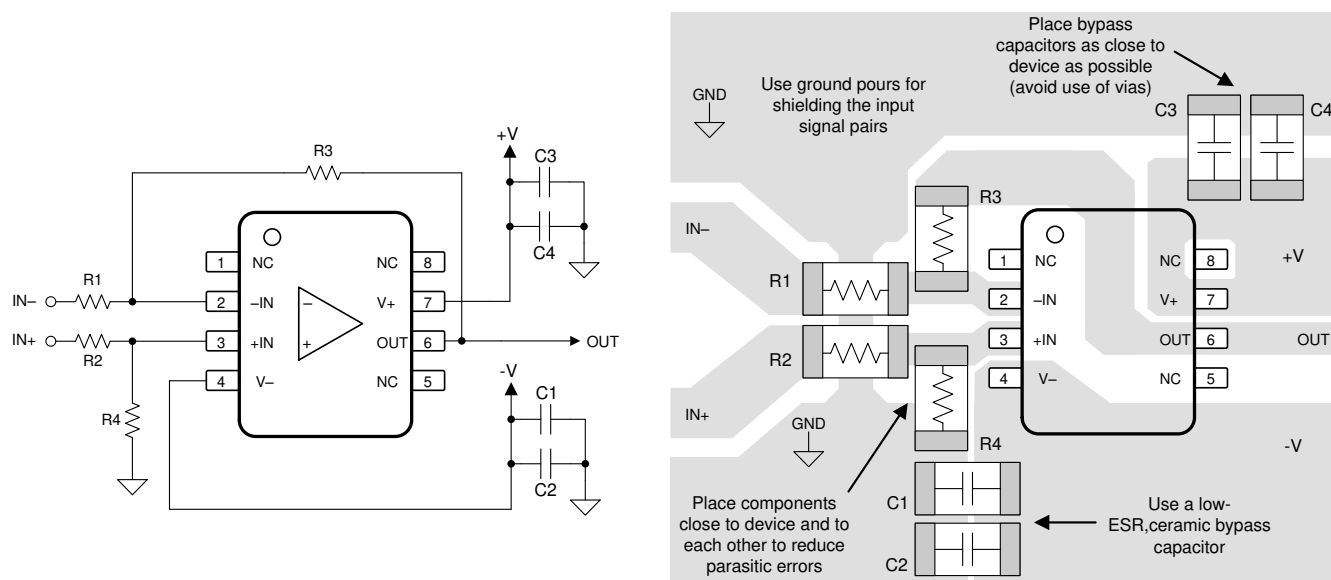 +V
C3
R3
C4
1
NC
NC
8
R1
IN–
2
–IN
V+
7
–
IN+
3
+IN
+
OUT
6
OUT
R2
-V
4
V–
NC
5
C1
R4
C2
Place bypass
capacitors as close to
device as possible
(avoid use of vias)
Use ground pours for
shielding the input
signal pairs
GND
C3
C4
R3
IN–
1
NC
NC
8
+V
R1
2
–IN
V+
7
3
+IN
OUT
6
OUT
R2
4
V–
NC
5
IN+
GND
R4
-V
Place components
close to device and to
each other to reduce
parasitic errors
C1
C2
Use a low-
ESR,ceramic bypass
capacitor